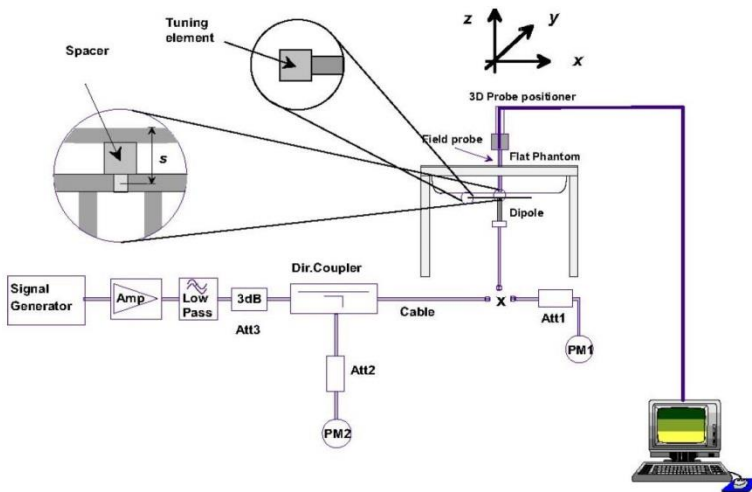 Tuning
element
Spacer
s
z
y
x
3D Probe positioner
Field probe
Flat Phantom
Dipole
Signal
Generator
Amp
Low
Pass
3dB
Att3
Dir.Coupler
Cable
x
Att1
PM1
Att2
PM2